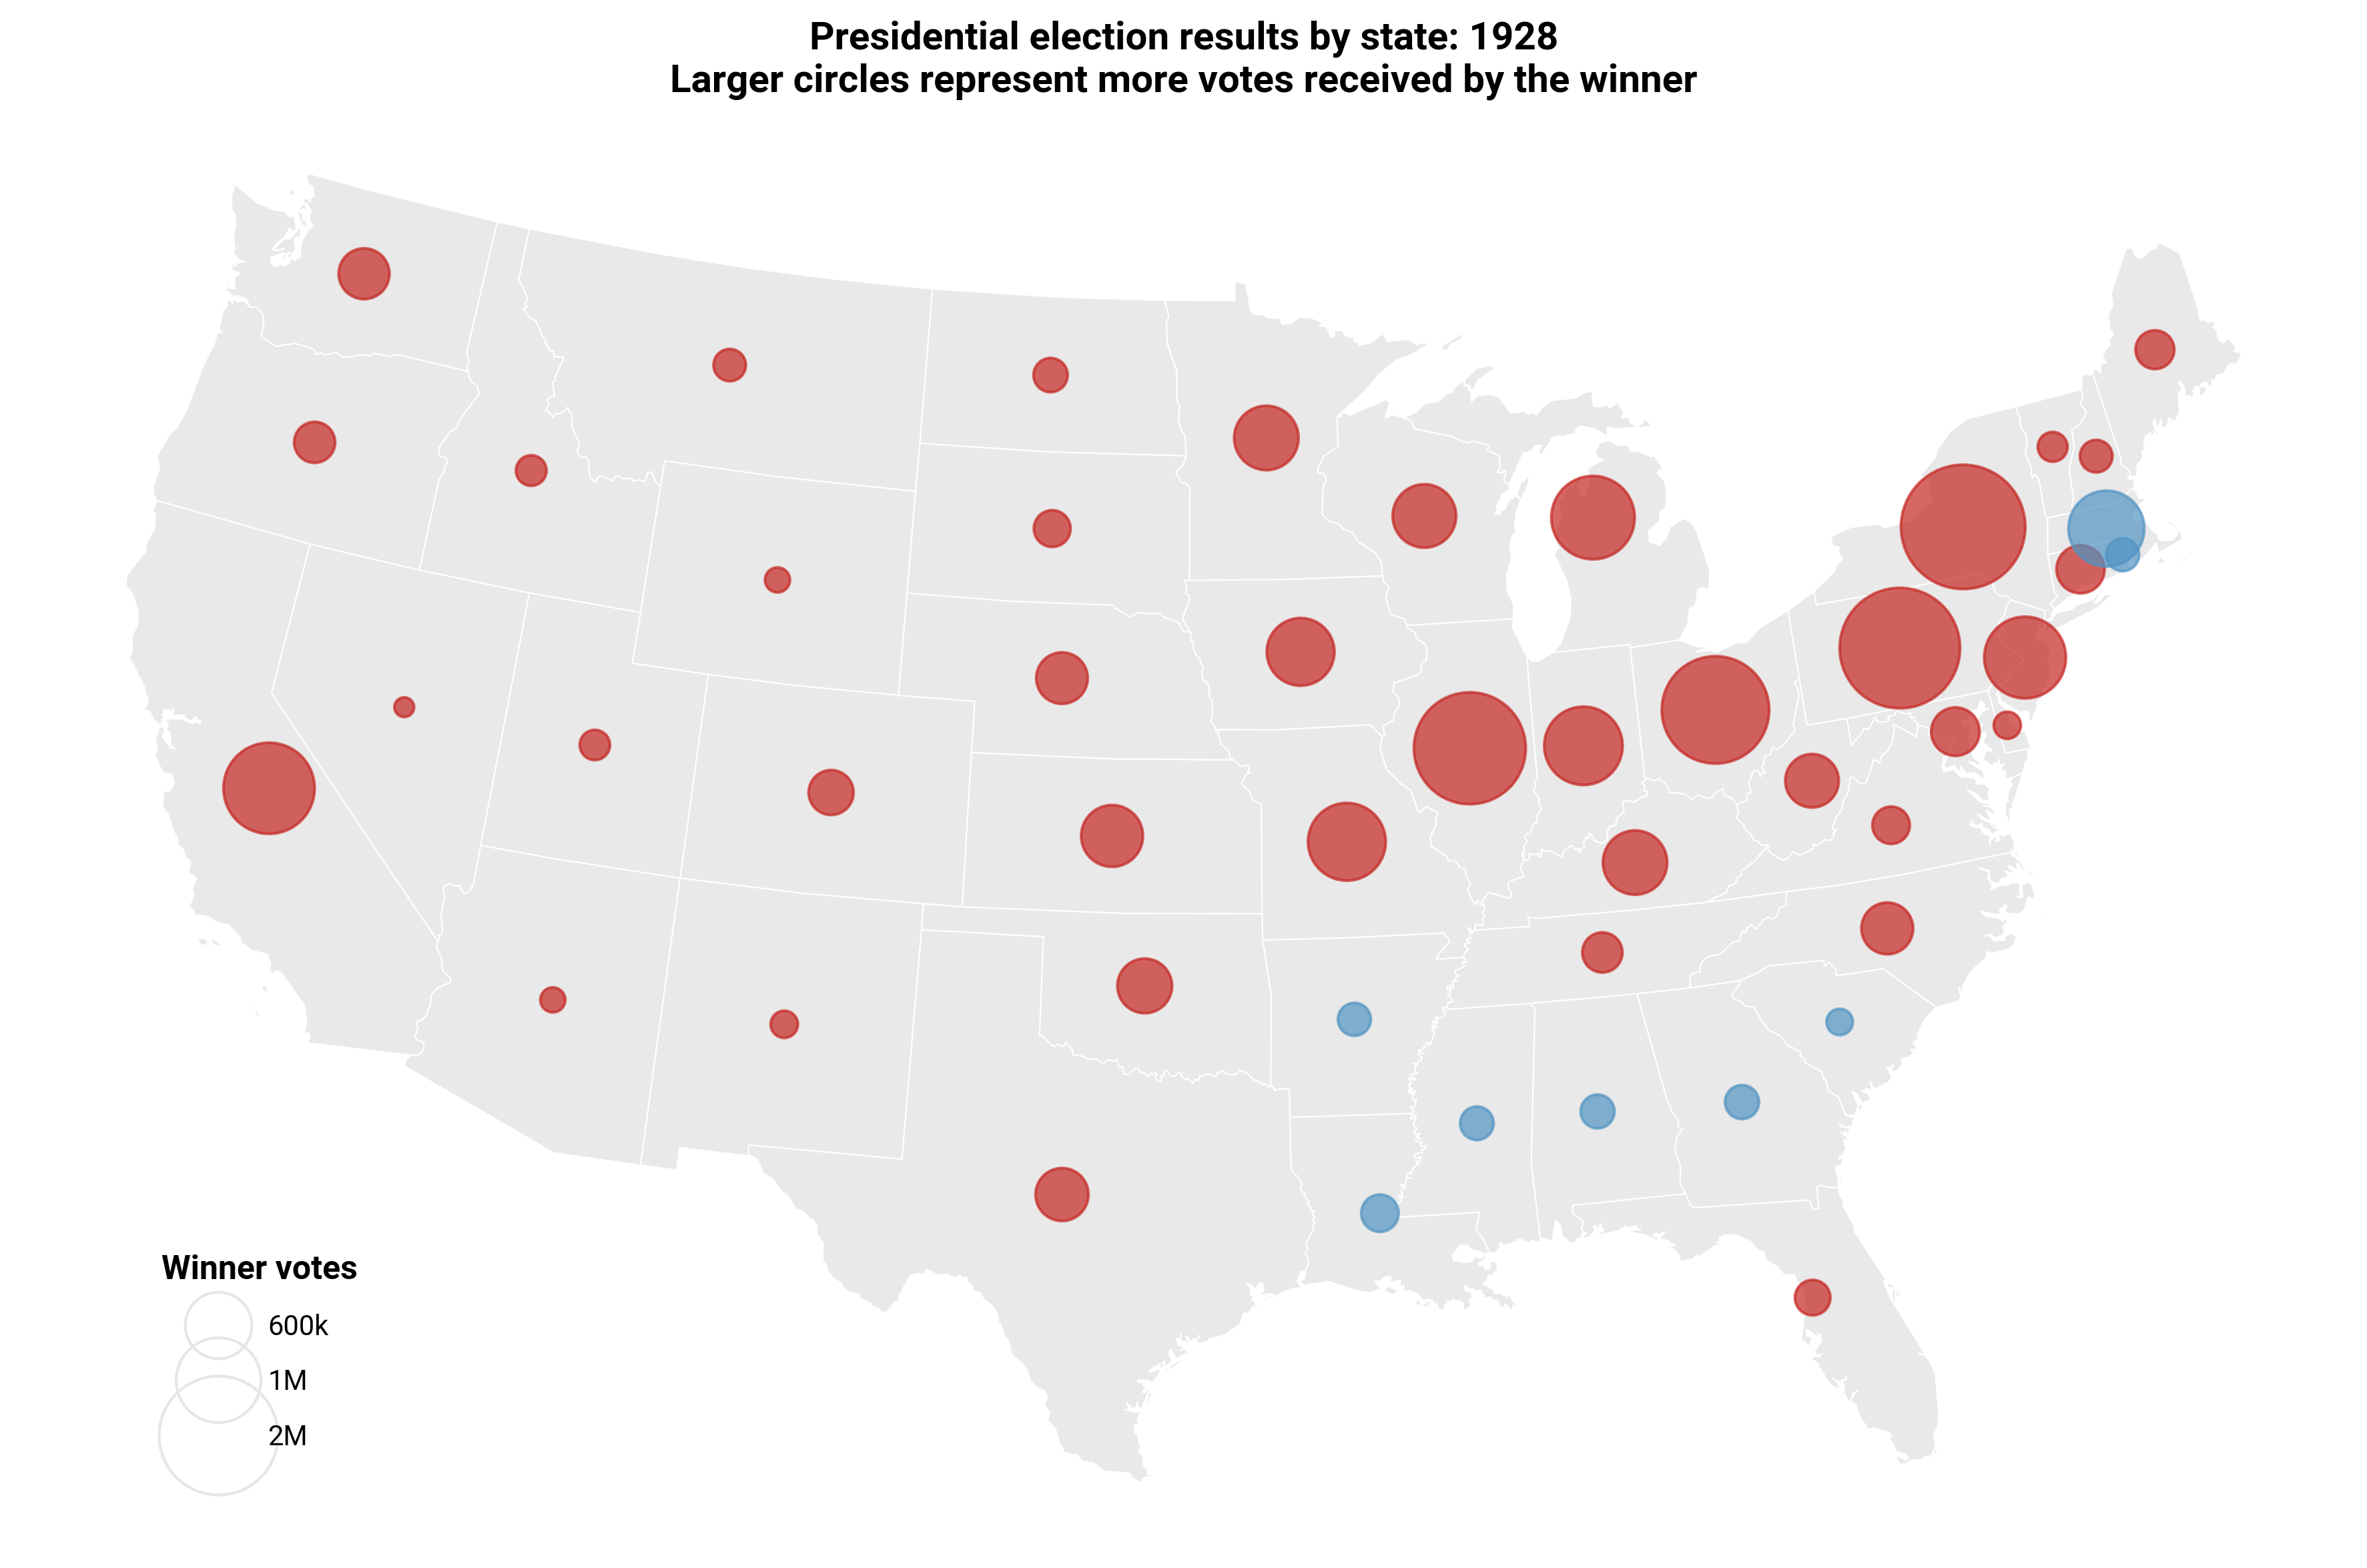 Presidential election results by state: 1928
Larger circles represent more votes received by the winner
Winner votes
600k
1M
2M